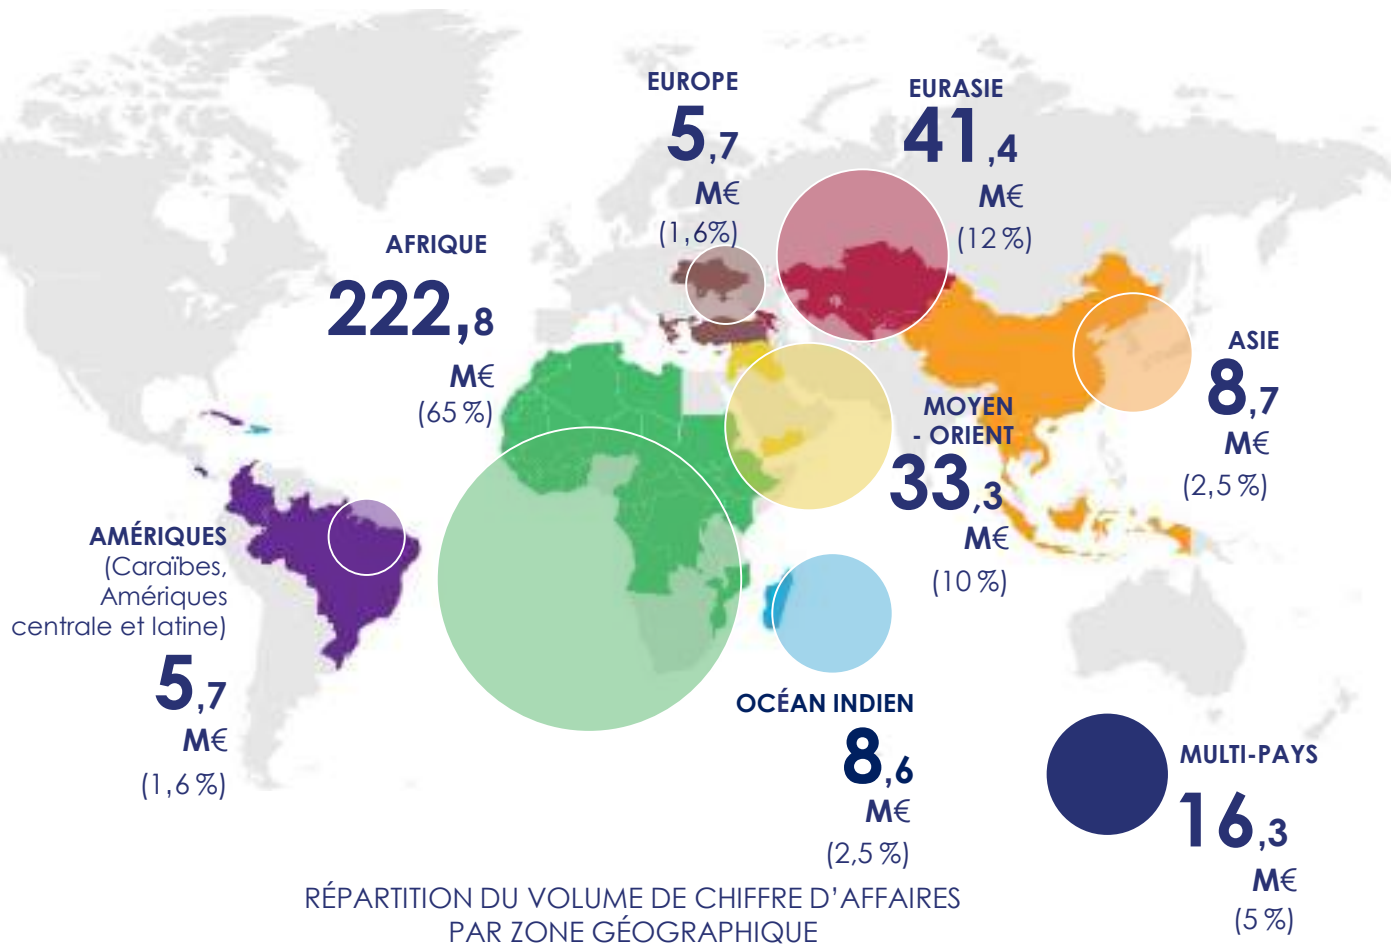 EUROPE
5,7
M€
(1,6%)
EURASIE
41,4
M€
(12 %)
AFRIQUE
222,8
M€
(65 %)
ASIE
8,7
M€
(2,5 %)
MOYEN
- ORIENT
33,3
M€
(10 %)
AMÉRIQUES
(Caraïbes,
Amériques
centrale et latine)
5,7
M€
(1,6 %)
OCÉAN INDIEN
8,6
M€
(2,5 %)
MULTI-PAYS
16,3
M€
(5 %)
RÉPARTITION DU VOLUME DE CHIFFRE D’AFFAIRES
PAR ZONE GÉOGRAPHIQUE